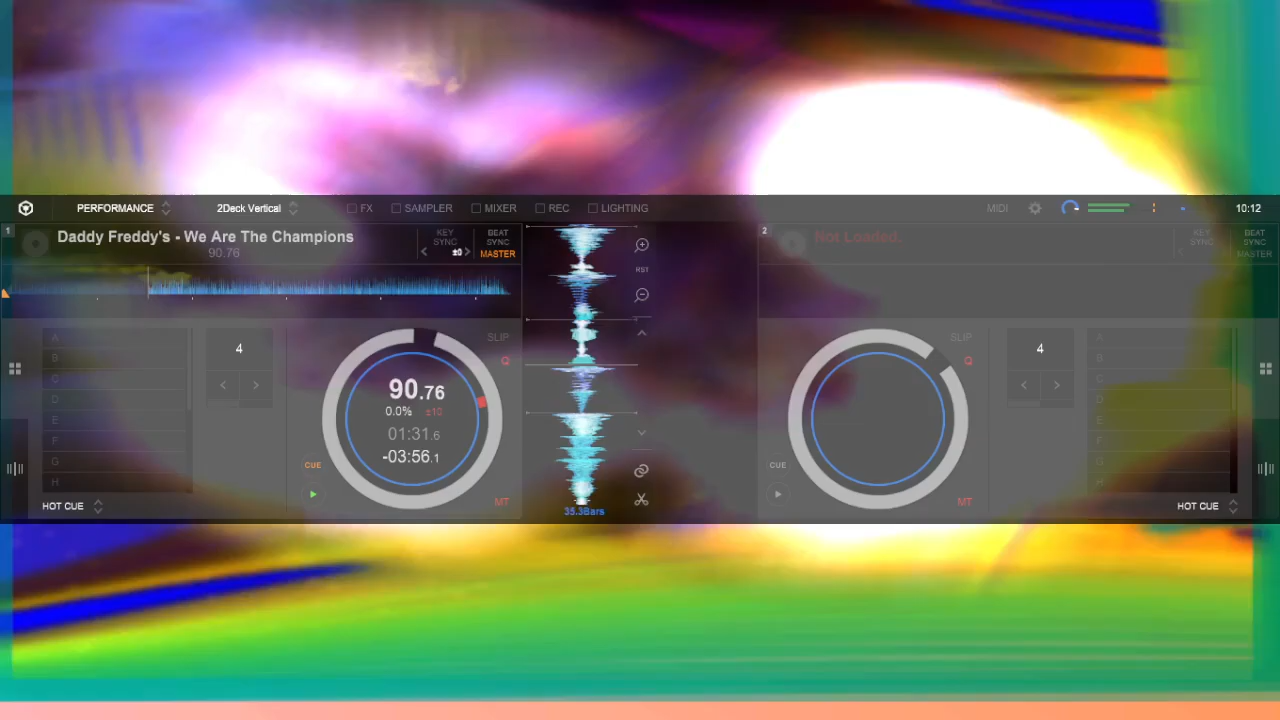 PERFORMANCE 2Deck Vertical FX SAMPLER MIXER REC LIGHTING MIDI 10:12
1 Daddy Freddy's - We Are The Champions
90.76
KEY SYNC
±0
BEAT SYNC
MASTER
RST
2 Not Loaded.
KEY SYNC
BEAT SYNC
MASTER
A
B
C
D
E
F
G
H
HOT CUE
4
SLIP
Q
90.76
0.0% ±10
01:31.6
-03:56.1
CUE
MT
35.3Bars
SLIP
Q
CUE
MT
4
A
B
C
D
E
F
G
H
HOT CUE